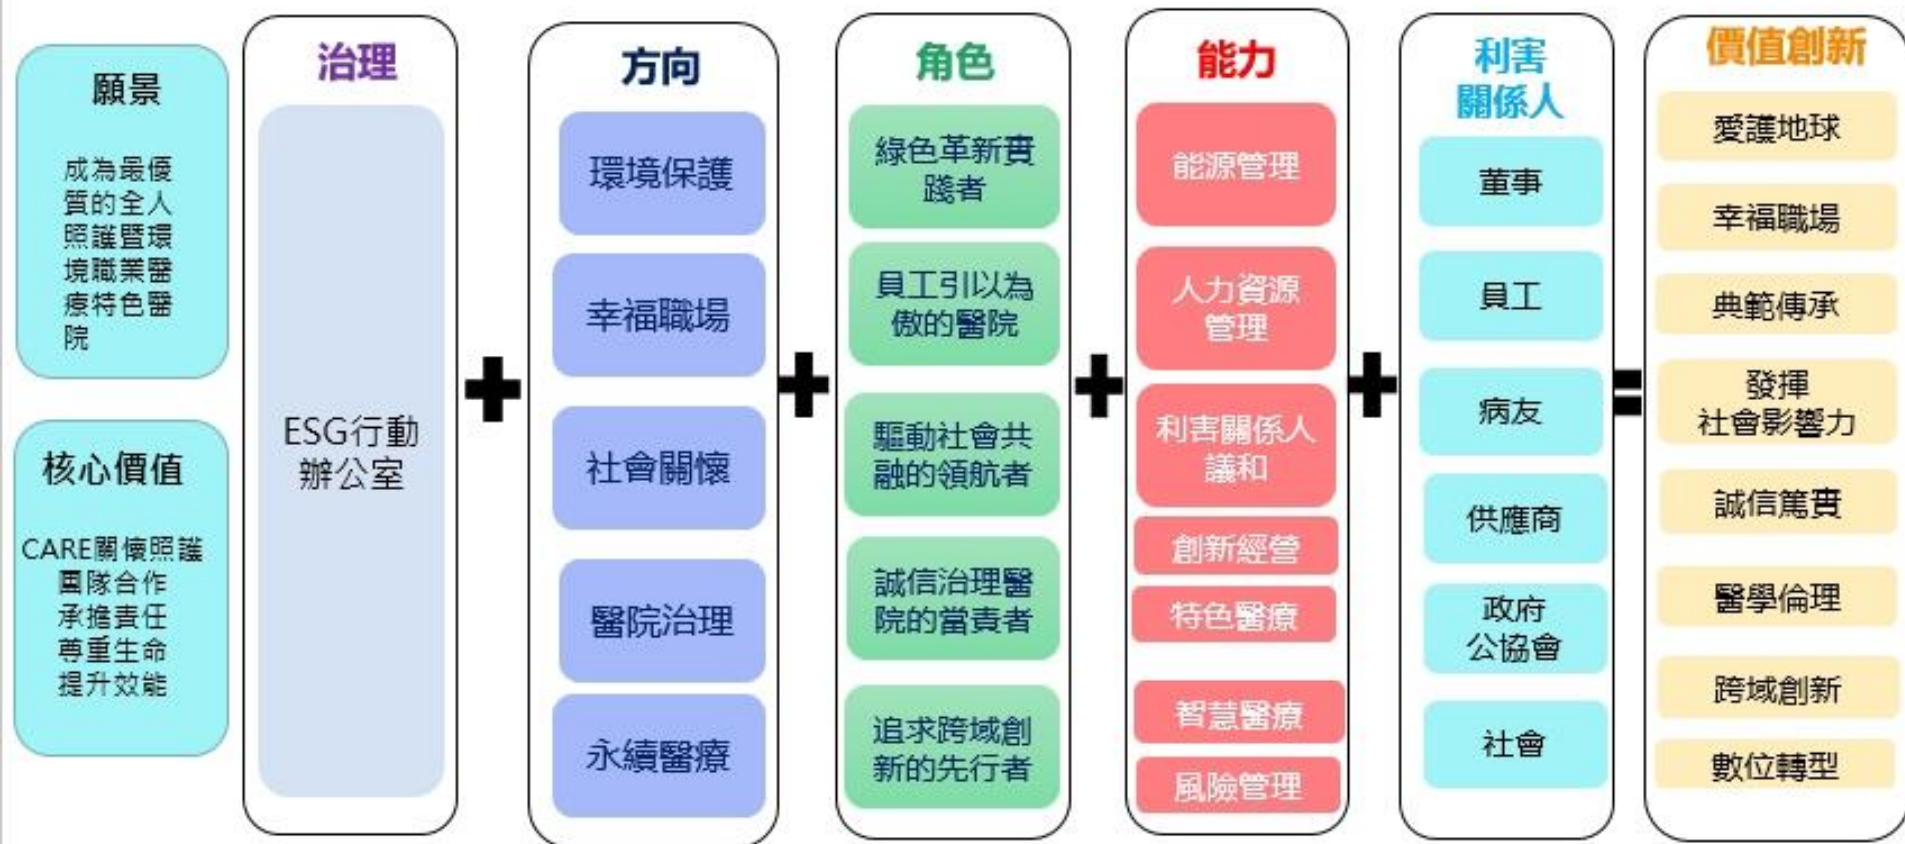 願景
成為最優
質的全人
照護暨環
境職業醫
療特色醫
院
核心價值
CARE關懷照護
團隊合作
承擔責任
尊重生命
提升效能
治理
ESG行動
辦公室
方向
環境保護
幸福職場
社會關懷
醫院治理
永續醫療
角色
綠色革新實
踐者
員工引以為
傲的醫院
驅動社會共
融的領航者
誠信治理醫
院的當責者
追求跨域創
新的先行者
能力
能源管理
人力資源
管理
利害關係人
議和
創新經營
特色醫療
智慧醫療
風險管理
利害
關係人
董事
員工
病友
供應商
政府
公協會
社會
價值創新
愛護地球
幸福職場
典範傳承
發揮
社會影響力
誠信篤實
醫學倫理
跨域創新
數位轉型